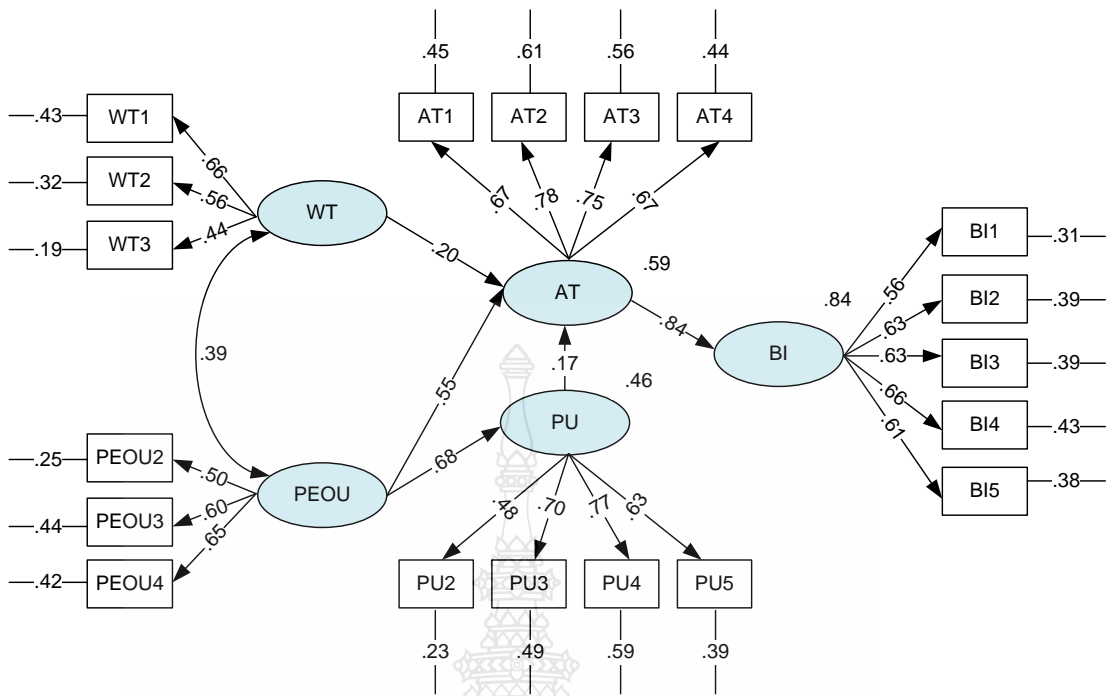 .45
.61
.56
.44
AT1
AT2
AT3
AT4
.67
.78
.75
.67
.43
WT1
.66
.32
WT2
.56
.19
WT3
.44
WT
.20
.59
AT
.84
.84
BI
.39
.55
.17
.46
PU
.68
.25
PEOU2
.50
.44
PEOU3
.60
.42
PEOU4
.65
PEOU
.48
.70
.77
.63
PU2
PU3
PU4
PU5
.23
.49
.59
.39
.56
BI1
.31
.63
BI2
.39
.63
BI3
.39
.66
BI4
.43
.61
BI5
.38